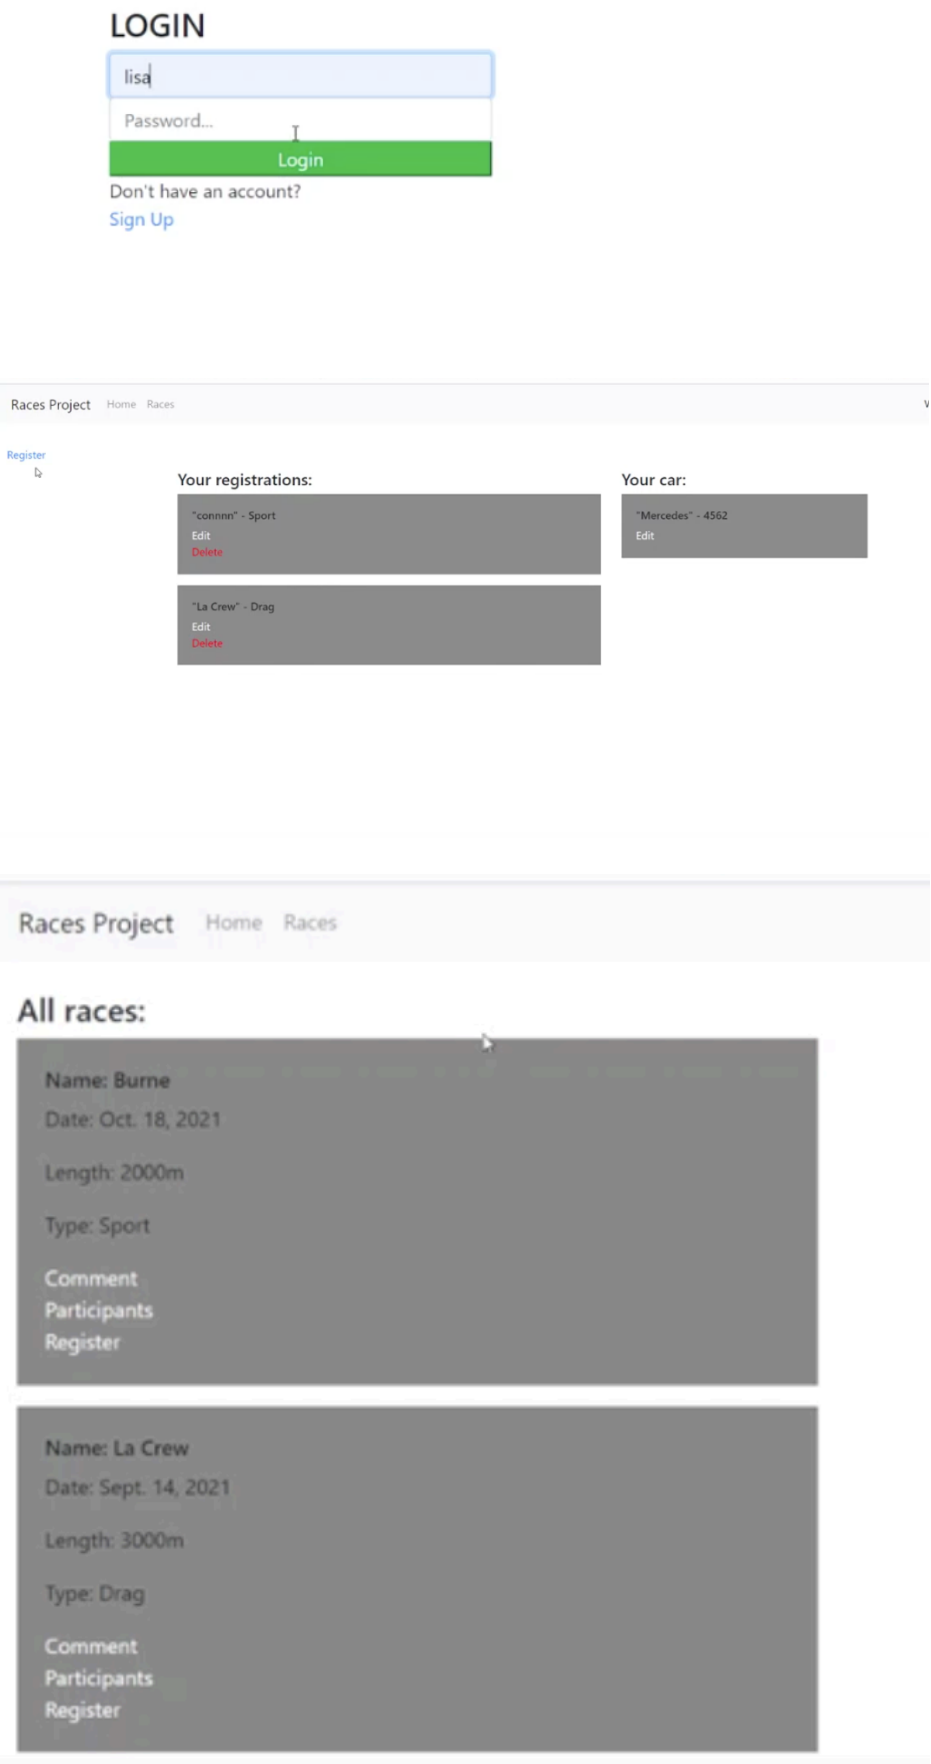 LOGIN
lisa
Password...
Login
Don't have an account?
Sign Up
Races Project Home Races
Register
Your registrations:
"connnn" - Sport
Edit
Delete
"La Crew" - Drag
Edit
Delete
Your car:
"Mercedes" - 4562
Edit
Races Project Home Races
All races:
Name: Burne
Date: Oct. 18, 2021
Length: 2000m
Type: Sport
Comment
Participants
Register
Name: La Crew
Date: Sept. 14, 2021
Length: 3000m
Type: Drag
Comment
Participants
Register